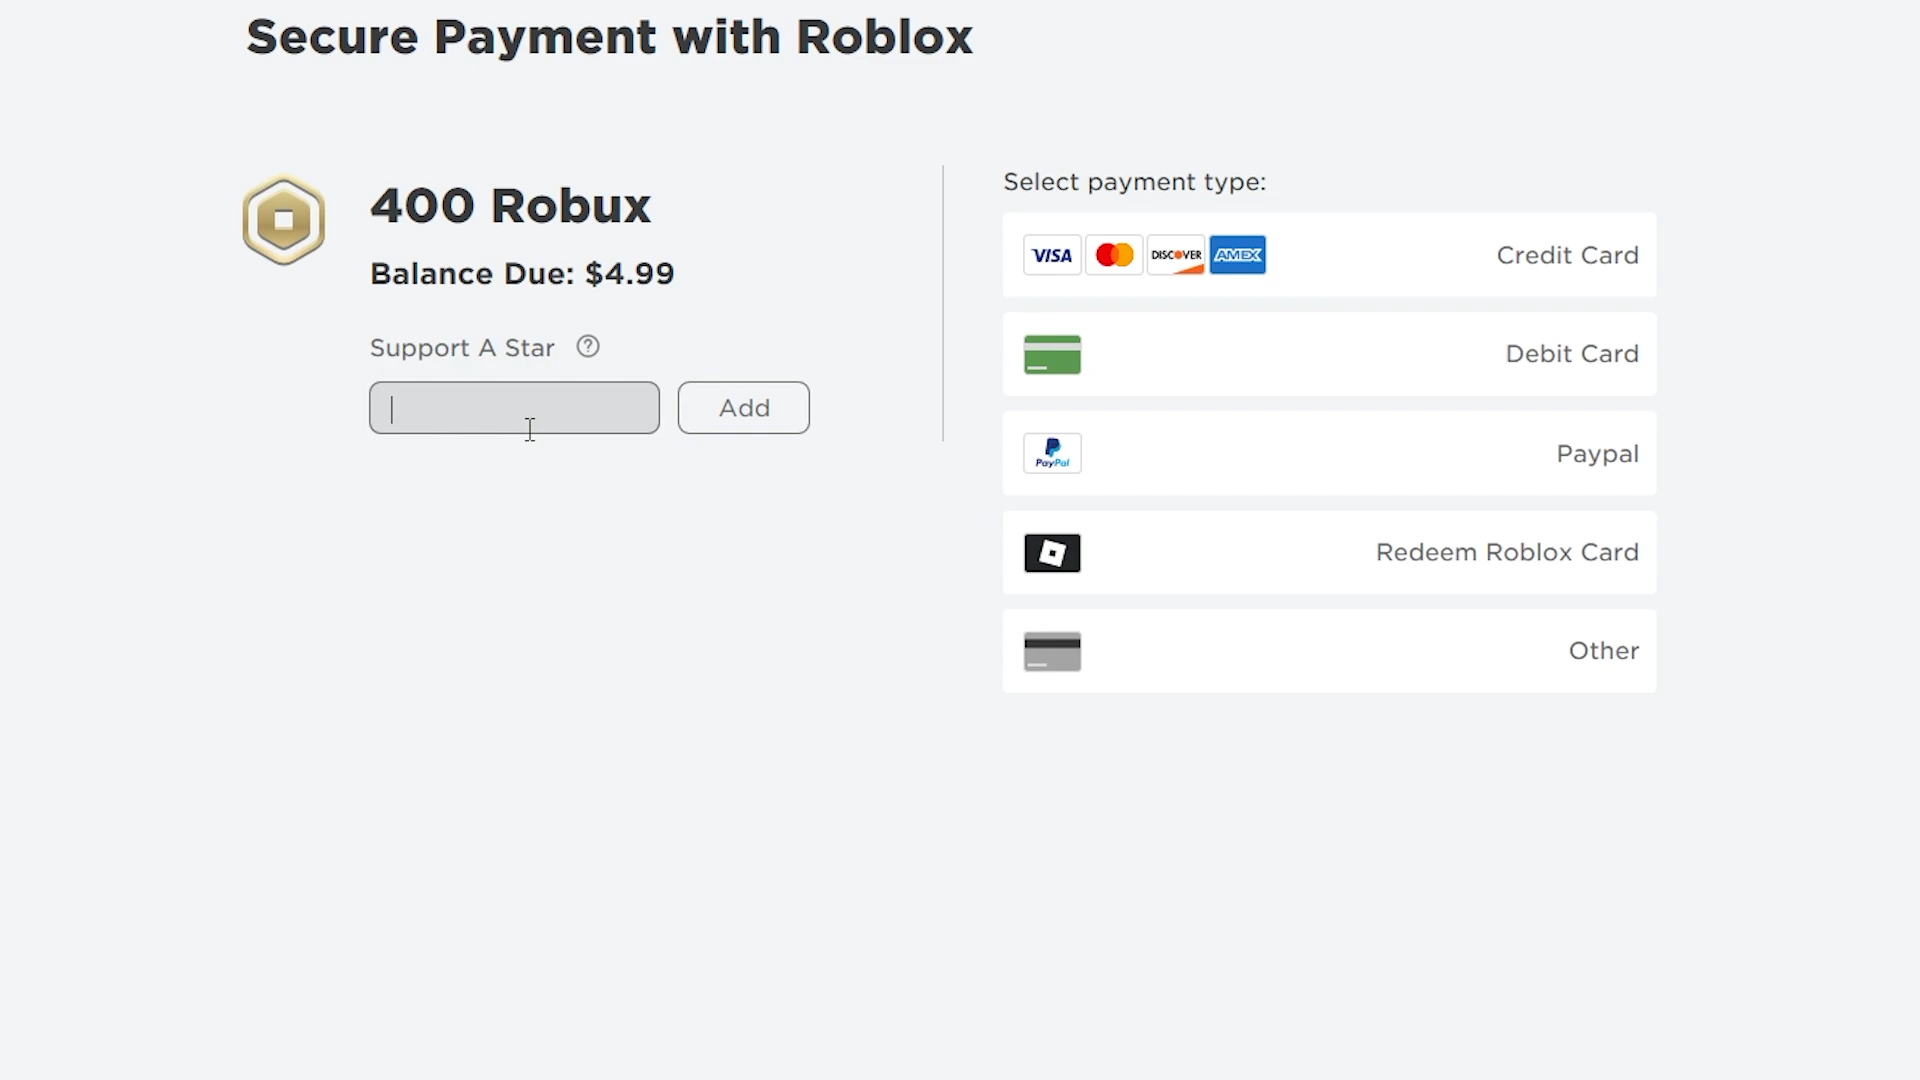 Secure Payment with Roblox
400 Robux
Balance Due: $4.99
Support A Star ?
Add
Select payment type:
VISA DISCOVER AMEX Credit Card
Debit Card
PayPal Paypal
Redeem Roblox Card
Other